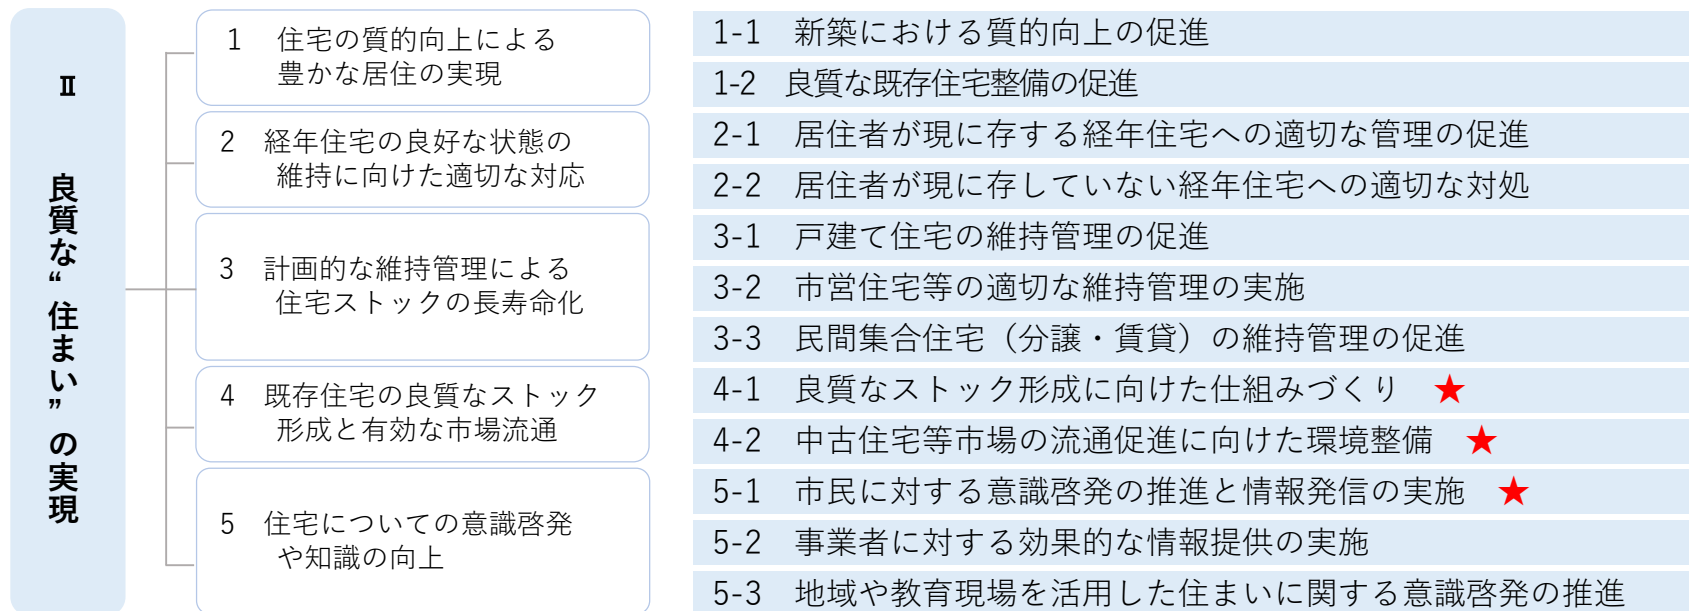 Ⅱ 良質な“住まい”の実現
1 住宅の質的向上による
豊かな居住の実現
2 経年住宅の良好な状態の
維持に向けた適切な対応
3 計画的な維持管理による
住宅ストックの長寿命化
4 既存住宅の良質なストック
形成と有効な市場流通
5 住宅についての意識啓発
や知識の向上
1-1 新築における質的向上の促進
1-2 良質な既存住宅整備の促進
2-1 居住者が現に存する経年住宅への適切な管理の促進
2-2 居住者が現に存していない経年住宅への適切な対処
3-1 戸建て住宅の維持管理の促進
3-2 市営住宅等の適切な維持管理の実施
3-3 民間集合住宅（分譲・賃貸）の維持管理の促進
4-1 良質なストック形成に向けた仕組みづくり ★
4-2 中古住宅等市場の流通促進に向けた環境整備 ★
5-1 市民に対する意識啓発の推進と情報発信の実施 ★
5-2 事業者に対する効果的な情報提供の実施
5-3 地域や教育現場を活用した住まいに関する意識啓発の推進